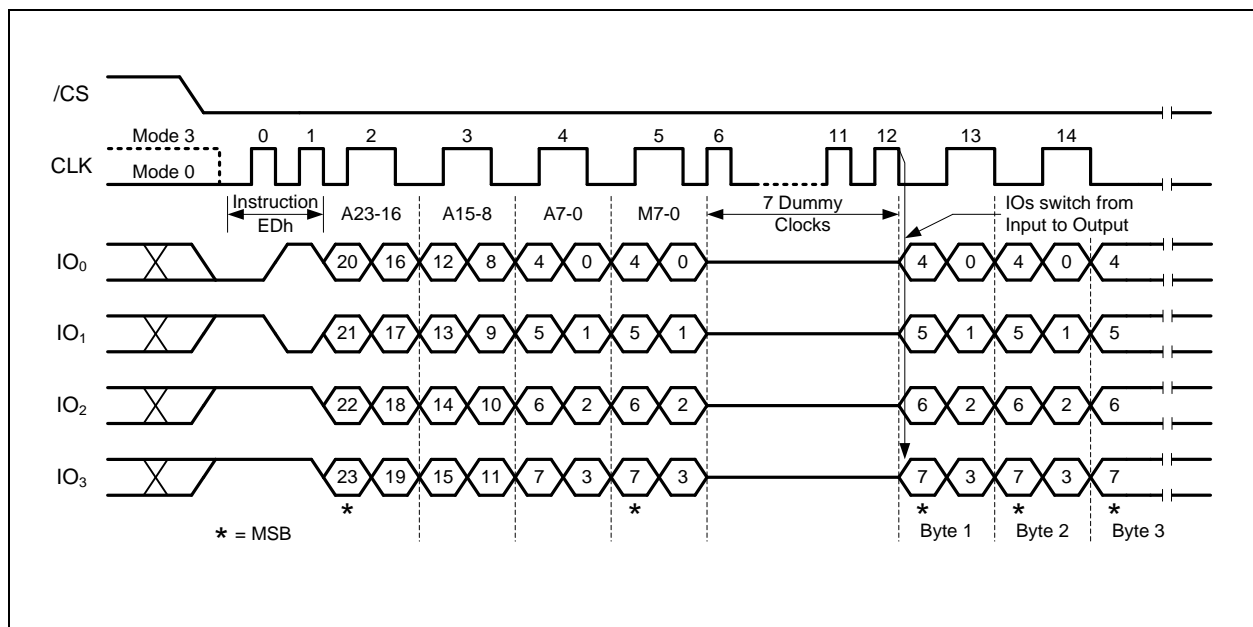 /CS
Mode 3 0 1 2 3 4 5 6 11 12 13 14
CLK
Mode 0
Instruction EDh A23-16 A15-8 A7-0 M7-0 7 Dummy Clocks IOs switch from Input to Output
IO₀ 20 16 12 8 4 0 4 0 4 0 4 0 4
IO₁ 21 17 13 9 5 1 5 1 5 1 5 1 5
IO₂ 22 18 14 10 6 2 6 2 6 2 6 2 6
IO₃ 23 19 15 11 7 3 7 3 7 3 7 3 7
* * * * *
* = MSB Byte 1 Byte 2 Byte 3